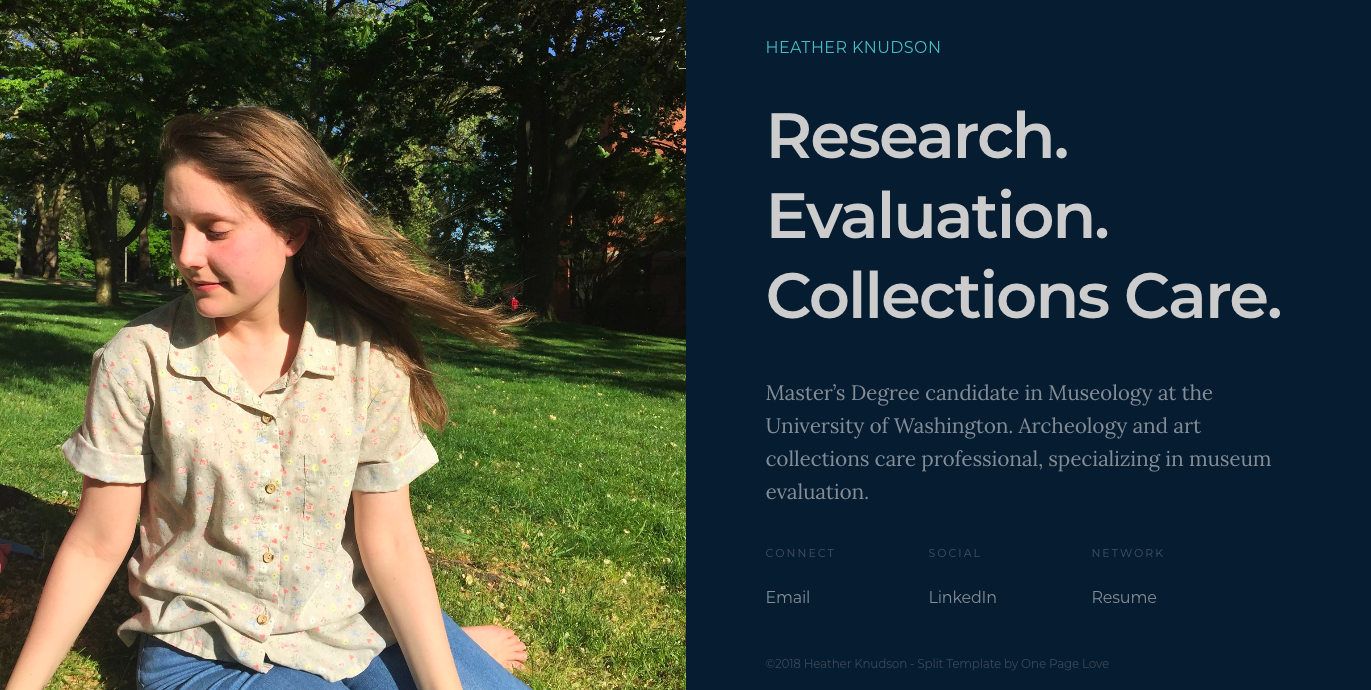 HEATHER KNUDSON
Research.
Evaluation.
Collections Care.
Master’s Degree candidate in Museology at the
University of Washington. Archeology and art
collections care professional, specializing in museum
evaluation.
CONNECT SOCIAL NETWORK
Email LinkedIn Resume
©2018 Heather Knudson - Split Template by One Page Love